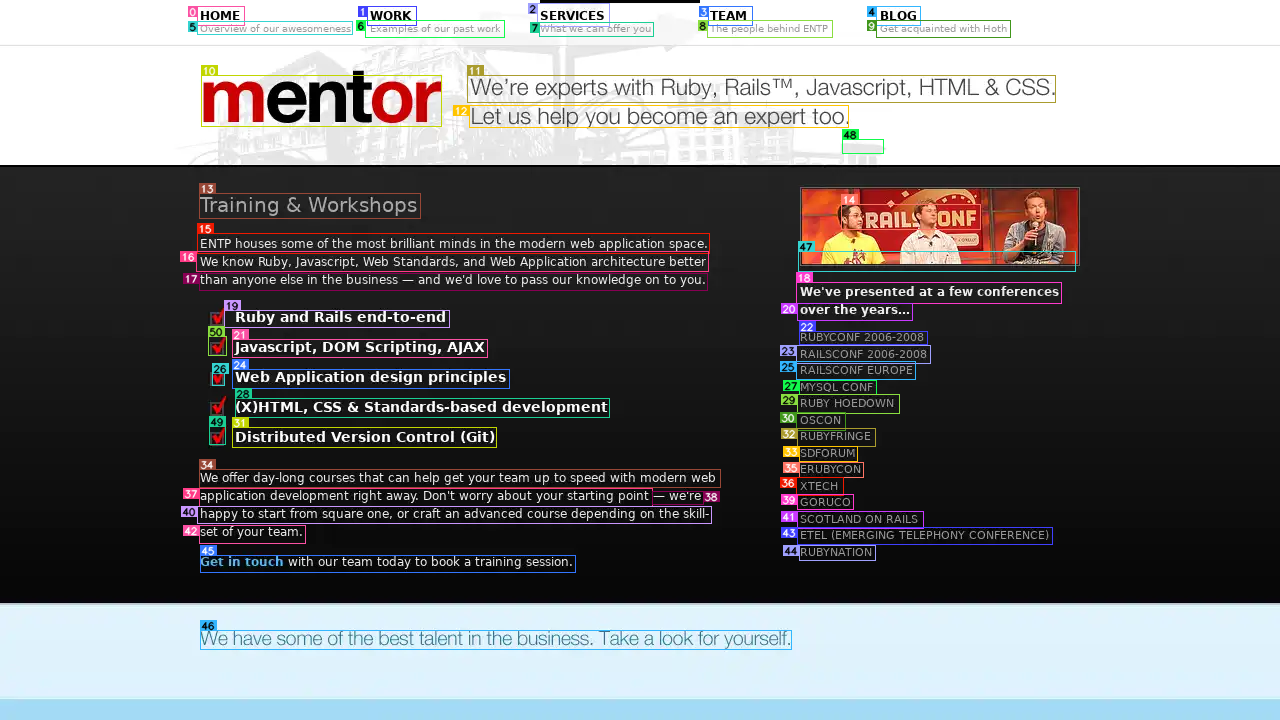 HOME
Overview of our awesomeness
WORK
Examples of our past work
SERVICES
What we can offer you
TEAM
The people behind ENTP
BLOG
Get acquainted with Hoth
mentor
We're experts with Ruby, Rails™, Javascript, HTML & CSS.
Let us help you become an expert too.
Training & Workshops
ENTP houses some of the most brilliant minds in the modern web application space.
We know Ruby, Javascript, Web Standards, and Web Application architecture better
than anyone else in the business — and we'd love to pass our knowledge on to you.
Ruby and Rails end-to-end
Javascript, DOM Scripting, AJAX
Web Application design principles
(X)HTML, CSS & Standards-based development
Distributed Version Control (Git)
We offer day-long courses that can help get your team up to speed with modern web
application development right away. Don't worry about your starting point — we're
happy to start from square one, or craft an advanced course depending on the skill-
set of your team.
Get in touch with our team today to book a training session.
RAILSCONF
We've presented at a few conferences
over the years...
RUBYCONF 2006-2008
RAILSCONF 2006-2008
RAILSCONF EUROPE
MYSQL CONF
RUBY HOEDOWN
OSCON
RUBYFRINGE
SDFORUM
ERUBYCON
XTECH
GORUCO
SCOTLAND ON RAILS
ETEL (EMERGING TELEPHONY CONFERENCE)
RUBYNATION
We have some of the best talent in the business. Take a look for yourself.
0
1
2
3
4
5
6
7
8
9
10
11
12
13
14
15
16
17
18
19
20
21
22
23
24
25
26
27
28
29
30
31
32
33
34
35
36
37
38
39
40
41
42
43
44
45
46
47
48
49
50